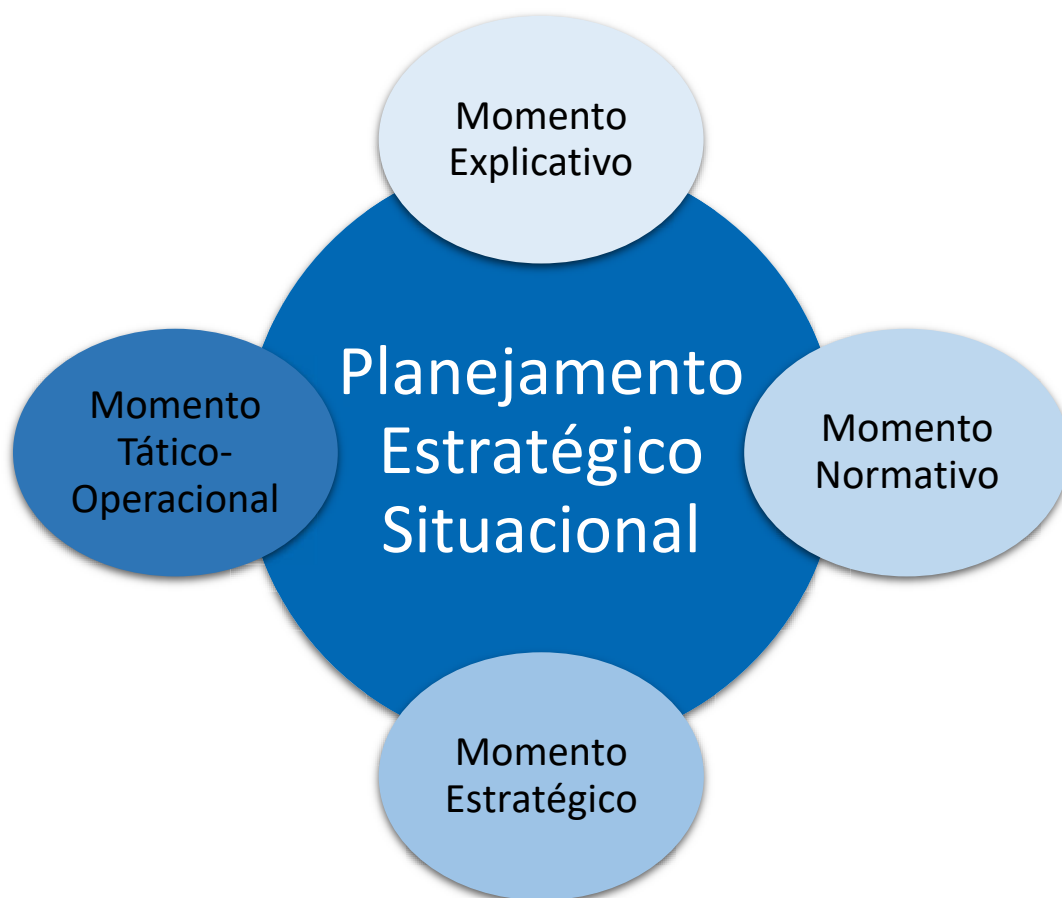 Momento
Explicativo
Planejamento
Estratégico
Situacional
Momento
Normativo
Momento
Estratégico
Momento
Tático-
Operacional